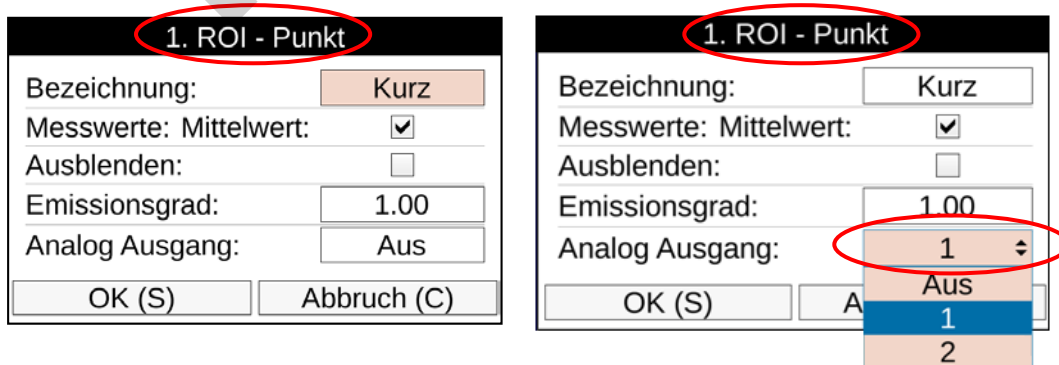 1. ROI - Punkt
Bezeichnung: Kurz
Messwerte: Mittelwert:
Ausblenden:
Emissionsgrad: 1.00
Analog Ausgang: Aus
OK (S) Abbruch (C)
1. ROI - Punkt
Bezeichnung: Kurz
Messwerte: Mittelwert:
Ausblenden:
Emissionsgrad: 1.00
Analog Ausgang: 1
Aus
OK (S) A
1
2